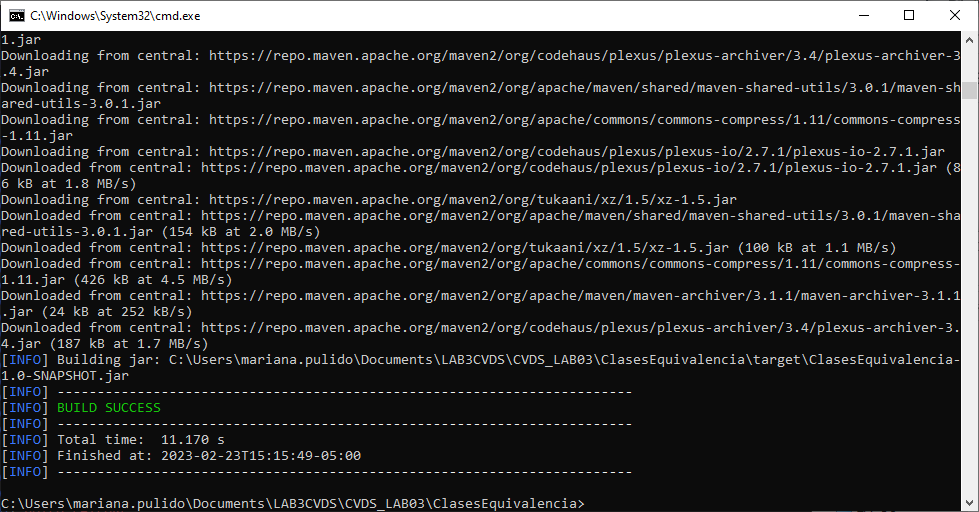 C:\Windows\System32\cmd.exe
1.jar
Downloading from central: https://repo.maven.apache.org/maven2/org/codehaus/plexus/plexus-archiver/3.4/plexus-archiver-3
.4.jar
Downloading from central: https://repo.maven.apache.org/maven2/org/apache/maven/shared/maven-shared-utils/3.0.1/maven-sh
ared-utils-3.0.1.jar
Downloading from central: https://repo.maven.apache.org/maven2/org/apache/commons/commons-compress/1.11/commons-compress
-1.11.jar
Downloading from central: https://repo.maven.apache.org/maven2/org/codehaus/plexus/plexus-io/2.7.1/plexus-io-2.7.1.jar
Downloaded from central: https://repo.maven.apache.org/maven2/org/codehaus/plexus/plexus-io/2.7.1/plexus-io-2.7.1.jar (8
6 kB at 1.8 MB/s)
Downloading from central: https://repo.maven.apache.org/maven2/org/tukaani/xz/1.5/xz-1.5.jar
Downloaded from central: https://repo.maven.apache.org/maven2/org/apache/maven/shared/maven-shared-utils/3.0.1/maven-sha
red-utils-3.0.1.jar (154 kB at 2.0 MB/s)
Downloaded from central: https://repo.maven.apache.org/maven2/org/tukaani/xz/1.5/xz-1.5.jar (100 kB at 1.1 MB/s)
Downloaded from central: https://repo.maven.apache.org/maven2/org/apache/commons/commons-compress/1.11/commons-compress-
1.11.jar (426 kB at 4.5 MB/s)
Downloaded from central: https://repo.maven.apache.org/maven2/org/apache/maven/maven-archiver/3.1.1/maven-archiver-3.1.1
.jar (24 kB at 252 kB/s)
Downloaded from central: https://repo.maven.apache.org/maven2/org/codehaus/plexus/plexus-archiver/3.4/plexus-archiver-3.
4.jar (187 kB at 1.7 MB/s)
[INFO] Building jar: C:\Users\mariana.pulido\Documents\LAB3CVDS\CVDS_LAB03\ClasesEquivalencia\target\ClasesEquivalencia-
1.0-SNAPSHOT.jar
[INFO] ------------------------------------------------------------------------
[INFO] BUILD SUCCESS
[INFO] ------------------------------------------------------------------------
[INFO] Total time:  11.170 s
[INFO] Finished at: 2023-02-23T15:15:49-05:00
[INFO] ------------------------------------------------------------------------
C:\Users\mariana.pulido\Documents\LAB3CVDS\CVDS_LAB03\ClasesEquivalencia>